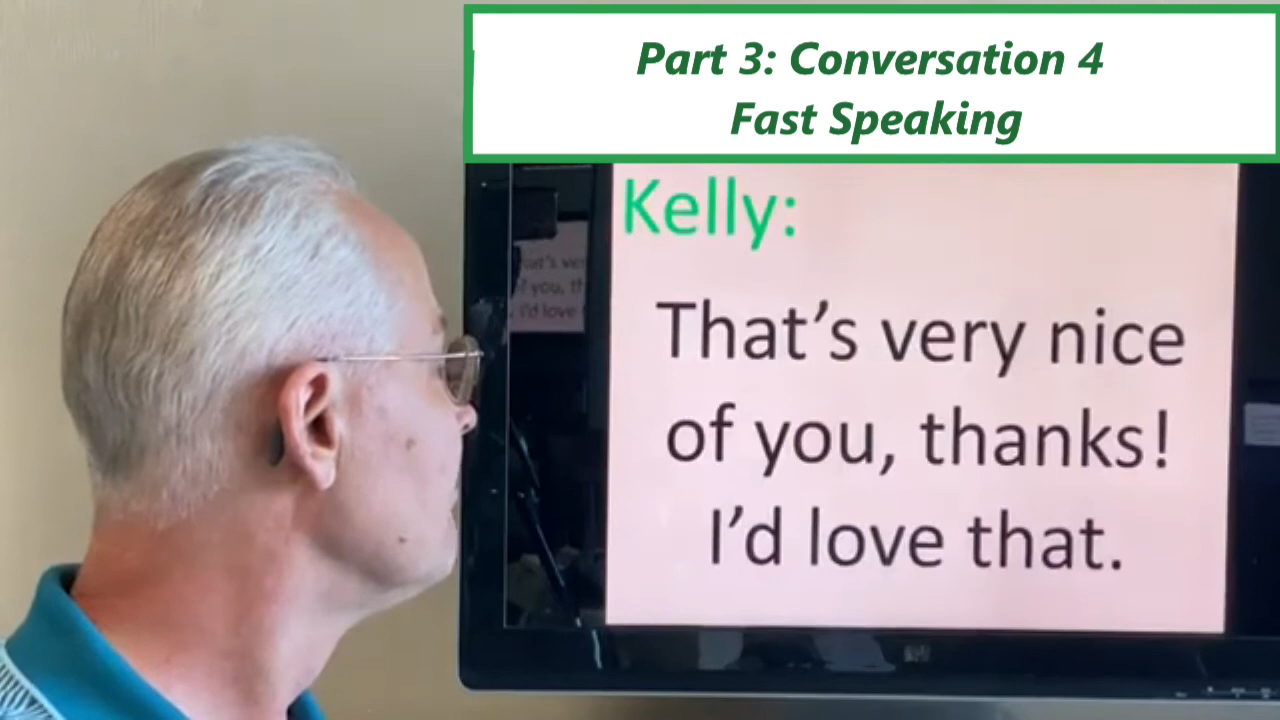 Part 3: Conversation 4
Fast Speaking
Kelly:
That's very nice
of you, thanks!
I'd love that.